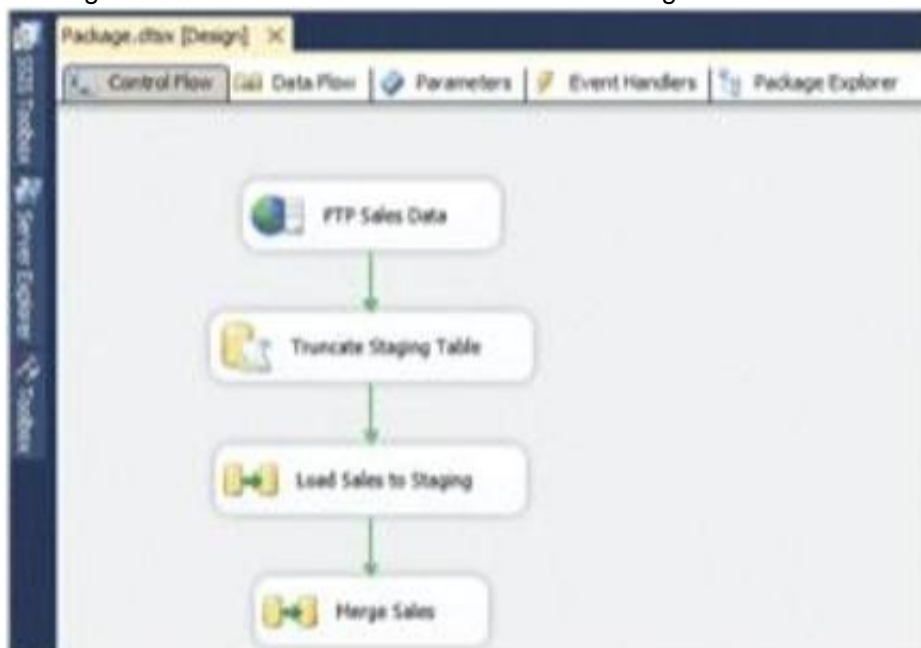 Package.dtsx [Design]
Control Flow Data Flow Parameters Event Handlers Package Explorer
SSIS Toolbox
Server Explorer
Toolbox
FTP Sales Data
Truncate Staging Table
Load Sales to Staging
Merge Sales